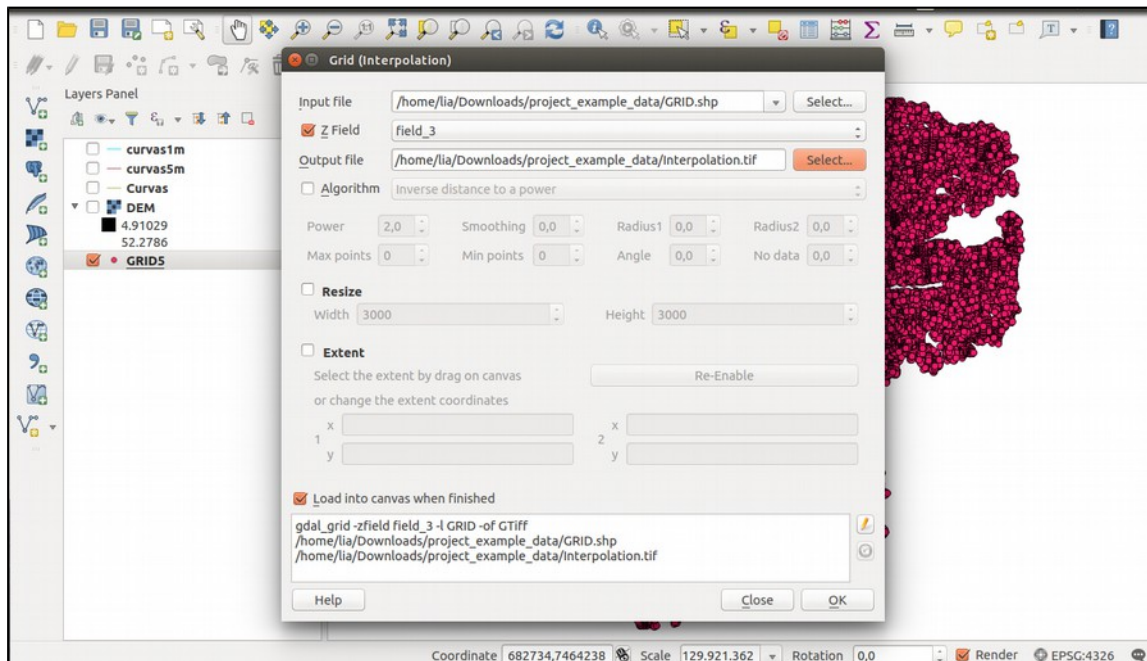 Grid (Interpolation)
Layers Panel
curvas1m
curvas5m
Curvas
DEM
4.91029
52.2786
GRID5
Input file /home/lia/Downloads/project_example_data/GRID.shp Select...
Z Field field_3
Output file /home/lia/Downloads/project_example_data/Interpolation.tif Select...
Algorithm Inverse distance to a power
Power 2,0 Smoothing 0,0 Radius1 0,0 Radius2 0,0
Max points 0 Min points 0 Angle 0,0 No data 0,0
Resize
Width 3000 Height 3000
Extent
Select the extent by drag on canvas Re-Enable
or change the extent coordinates
x x
1 2
y y
Load into canvas when finished
gdal_grid -zfield field_3 -l GRID -of GTiff
/home/lia/Downloads/project_example_data/GRID.shp
/home/lia/Downloads/project_example_data/Interpolation.tif
Help Close OK
Coordinate 682734,7464238 Scale 129.921.362 Rotation 0,0 Render EPSG:4326